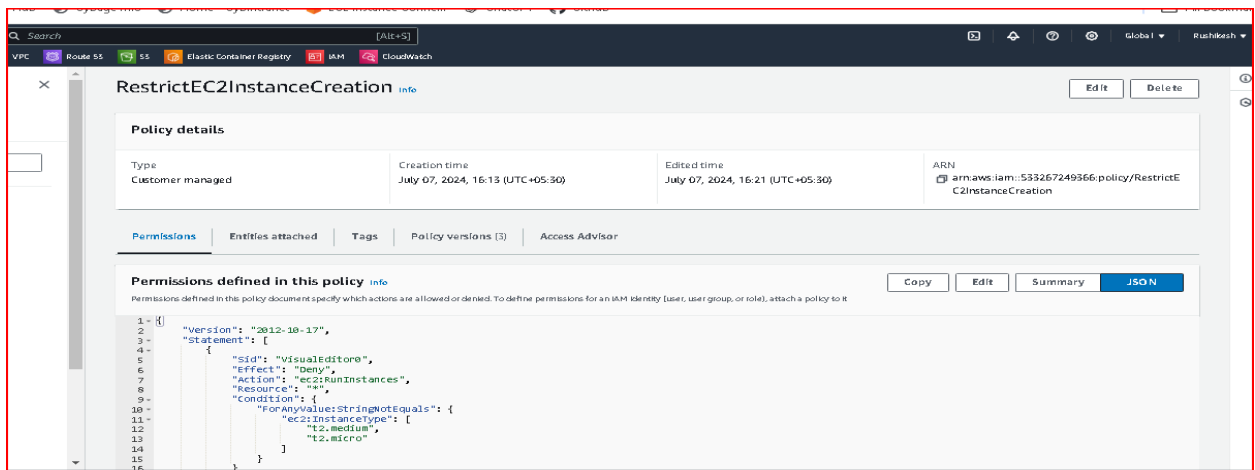 Search [Alt+S] Global Rushikesh
VPC Route 53 S3 Elastic Container Registry IAM CloudWatch
RestrictEC2InstanceCreation Info Edit Delete
Policy details
Type Creation time Edited time ARN
Customer managed July 07, 2024, 16:13 (UTC+05:30) July 07, 2024, 16:21 (UTC+05:30) arn:aws:iam::533267249366:policy/RestrictE
C2InstanceCreation
Permissions Entities attached Tags Policy versions (3) Access Advisor
Permissions defined in this policy Info Copy Edit Summary JSON
Permissions defined in this policy document specify which actions are allowed or denied. To define permissions for an IAM identity (user, user group, or role), attach a policy to it
1 {
2 "Version": "2012-10-17",
3 "Statement": [
4 {
5 "Sid": "VisualEditor0",
6 "Effect": "Deny",
7 "Action": "ec2:RunInstances",
8 "Resource": "*",
9 "Condition": {
10 "ForAnyValue:StringNotEquals": {
11 "ec2:InstanceType": [
12 "t2.medium",
13 "t2.micro"
14 ]
15 }
16 }